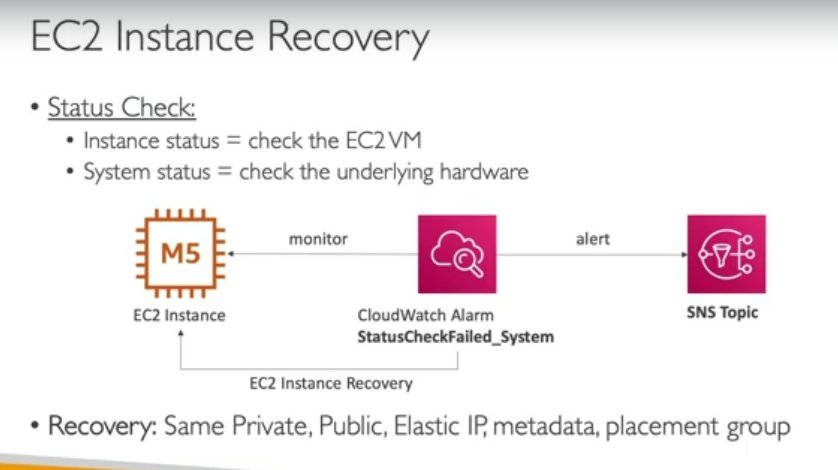 EC2 Instance Recovery
• Status Check:
• Instance status = check the EC2 VM
• System status = check the underlying hardware
M5
monitor
alert
EC2 Instance
CloudWatch Alarm
StatusCheckFailed_System
SNS Topic
EC2 Instance Recovery
• Recovery: Same Private, Public, Elastic IP, metadata, placement group